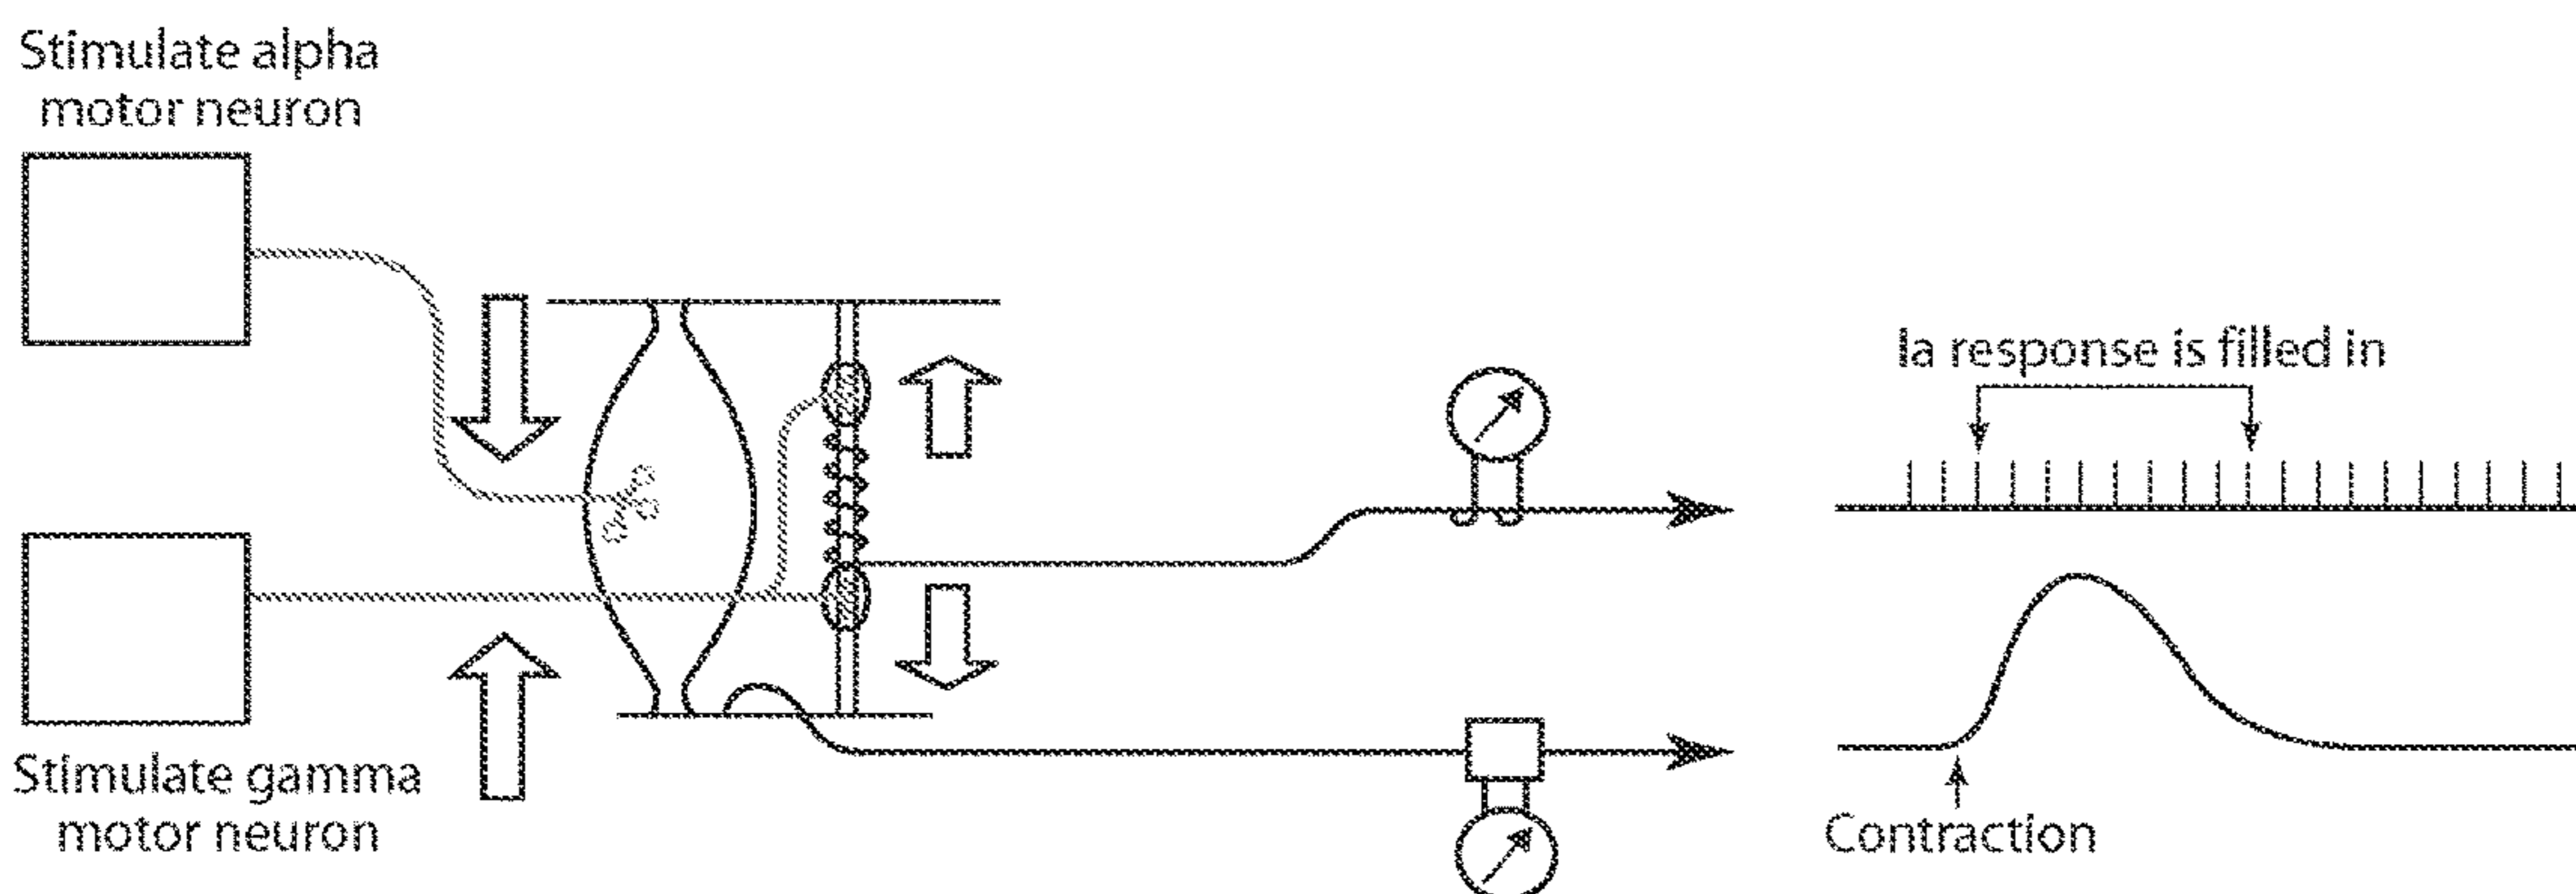 Stimulate alpha
motor neuron
Ia response is filled in
Stimulate gamma
motor neuron
Contraction